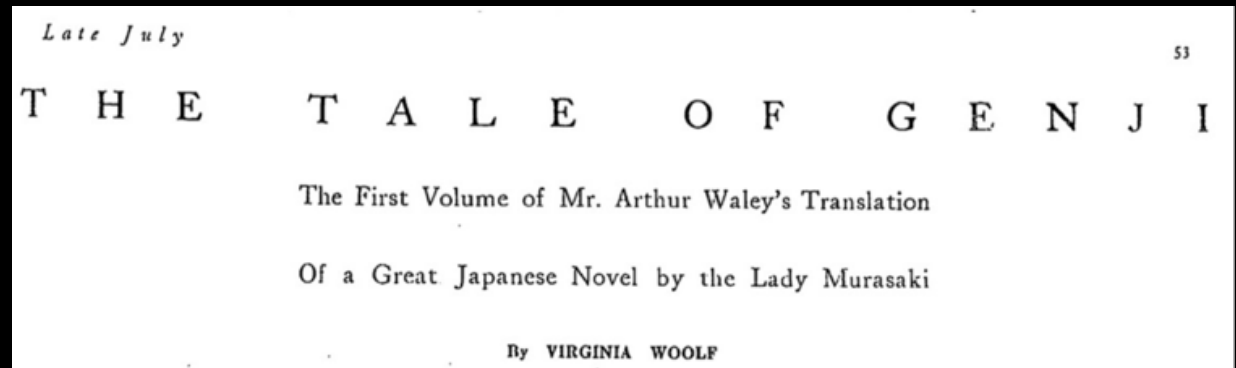 Late July
53
THE TALE OF GENJI
The First Volume of Mr. Arthur Waley's Translation
Of a Great Japanese Novel by the Lady Murasaki
By VIRGINIA WOOLF